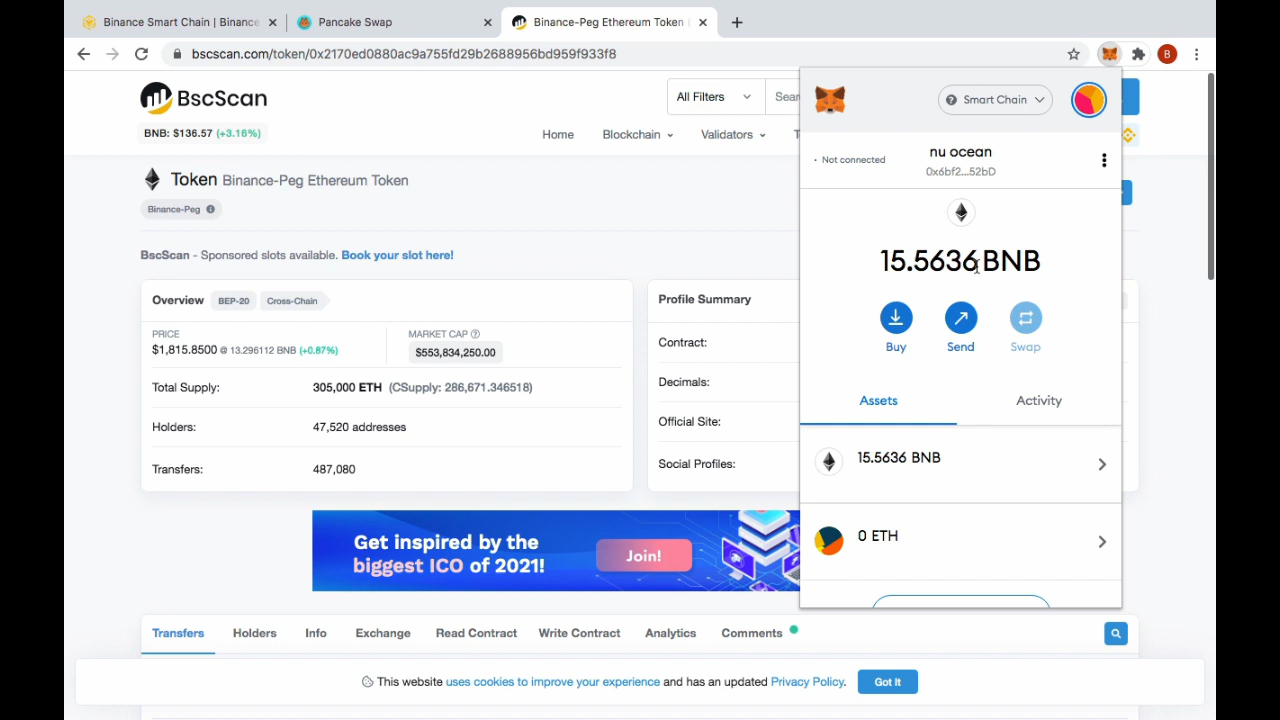 Binance Smart Chain | Binance
Pancake Swap
Binance-Peg Ethereum Token
bscscan.com/token/0x2170ed0880ac9a755fd29b2688956bd959f933f8
B
BscScan
All Filters
Sear
BNB: $136.57 (+3.16%)
Home
Blockchain
Validators
T
Token Binance-Peg Ethereum Token
Binance-Peg
BscScan - Sponsored slots available. Book your slot here!
Overview BEP-20 Cross-Chain
PRICE
$1,815.8500 @ 13.296112 BNB (+0.87%)
MARKET CAP
$553,834,250.00
Total Supply: 305,000 ETH (CSupply: 286,671.346518)
Holders: 47,520 addresses
Transfers: 487,080
Profile Summary
Contract:
Decimals:
Official Site:
Social Profiles:
Smart Chain
Not connected
nu ocean
0x6bf2...52bD
15.5636 BNB
Buy
Send
Swap
Assets
Activity
15.5636 BNB
0 ETH
Get inspired by the
biggest ICO of 2021!
Join!
Transfers
Holders
Info
Exchange
Read Contract
Write Contract
Analytics
Comments
This website uses cookies to improve your experience and has an updated Privacy Policy.
Got It